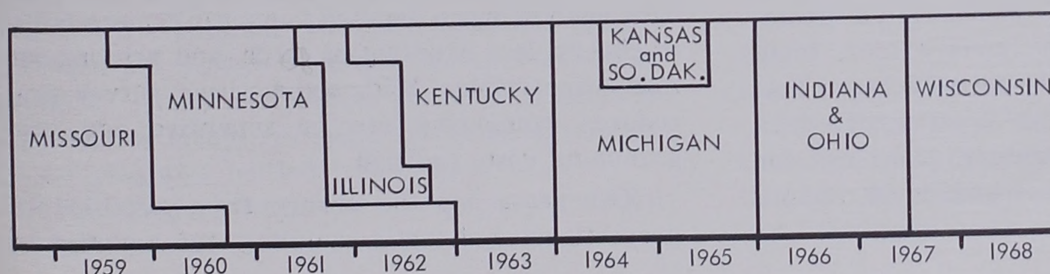 MISSOURI
MINNESOTA
ILLINOIS
KENTUCKY
KANSAS
and
SO. DAK.
MICHIGAN
INDIANA
&
OHIO
WISCONSIN
1959 1960 1961 1962 1963 1964 1965 1966 1967 1968